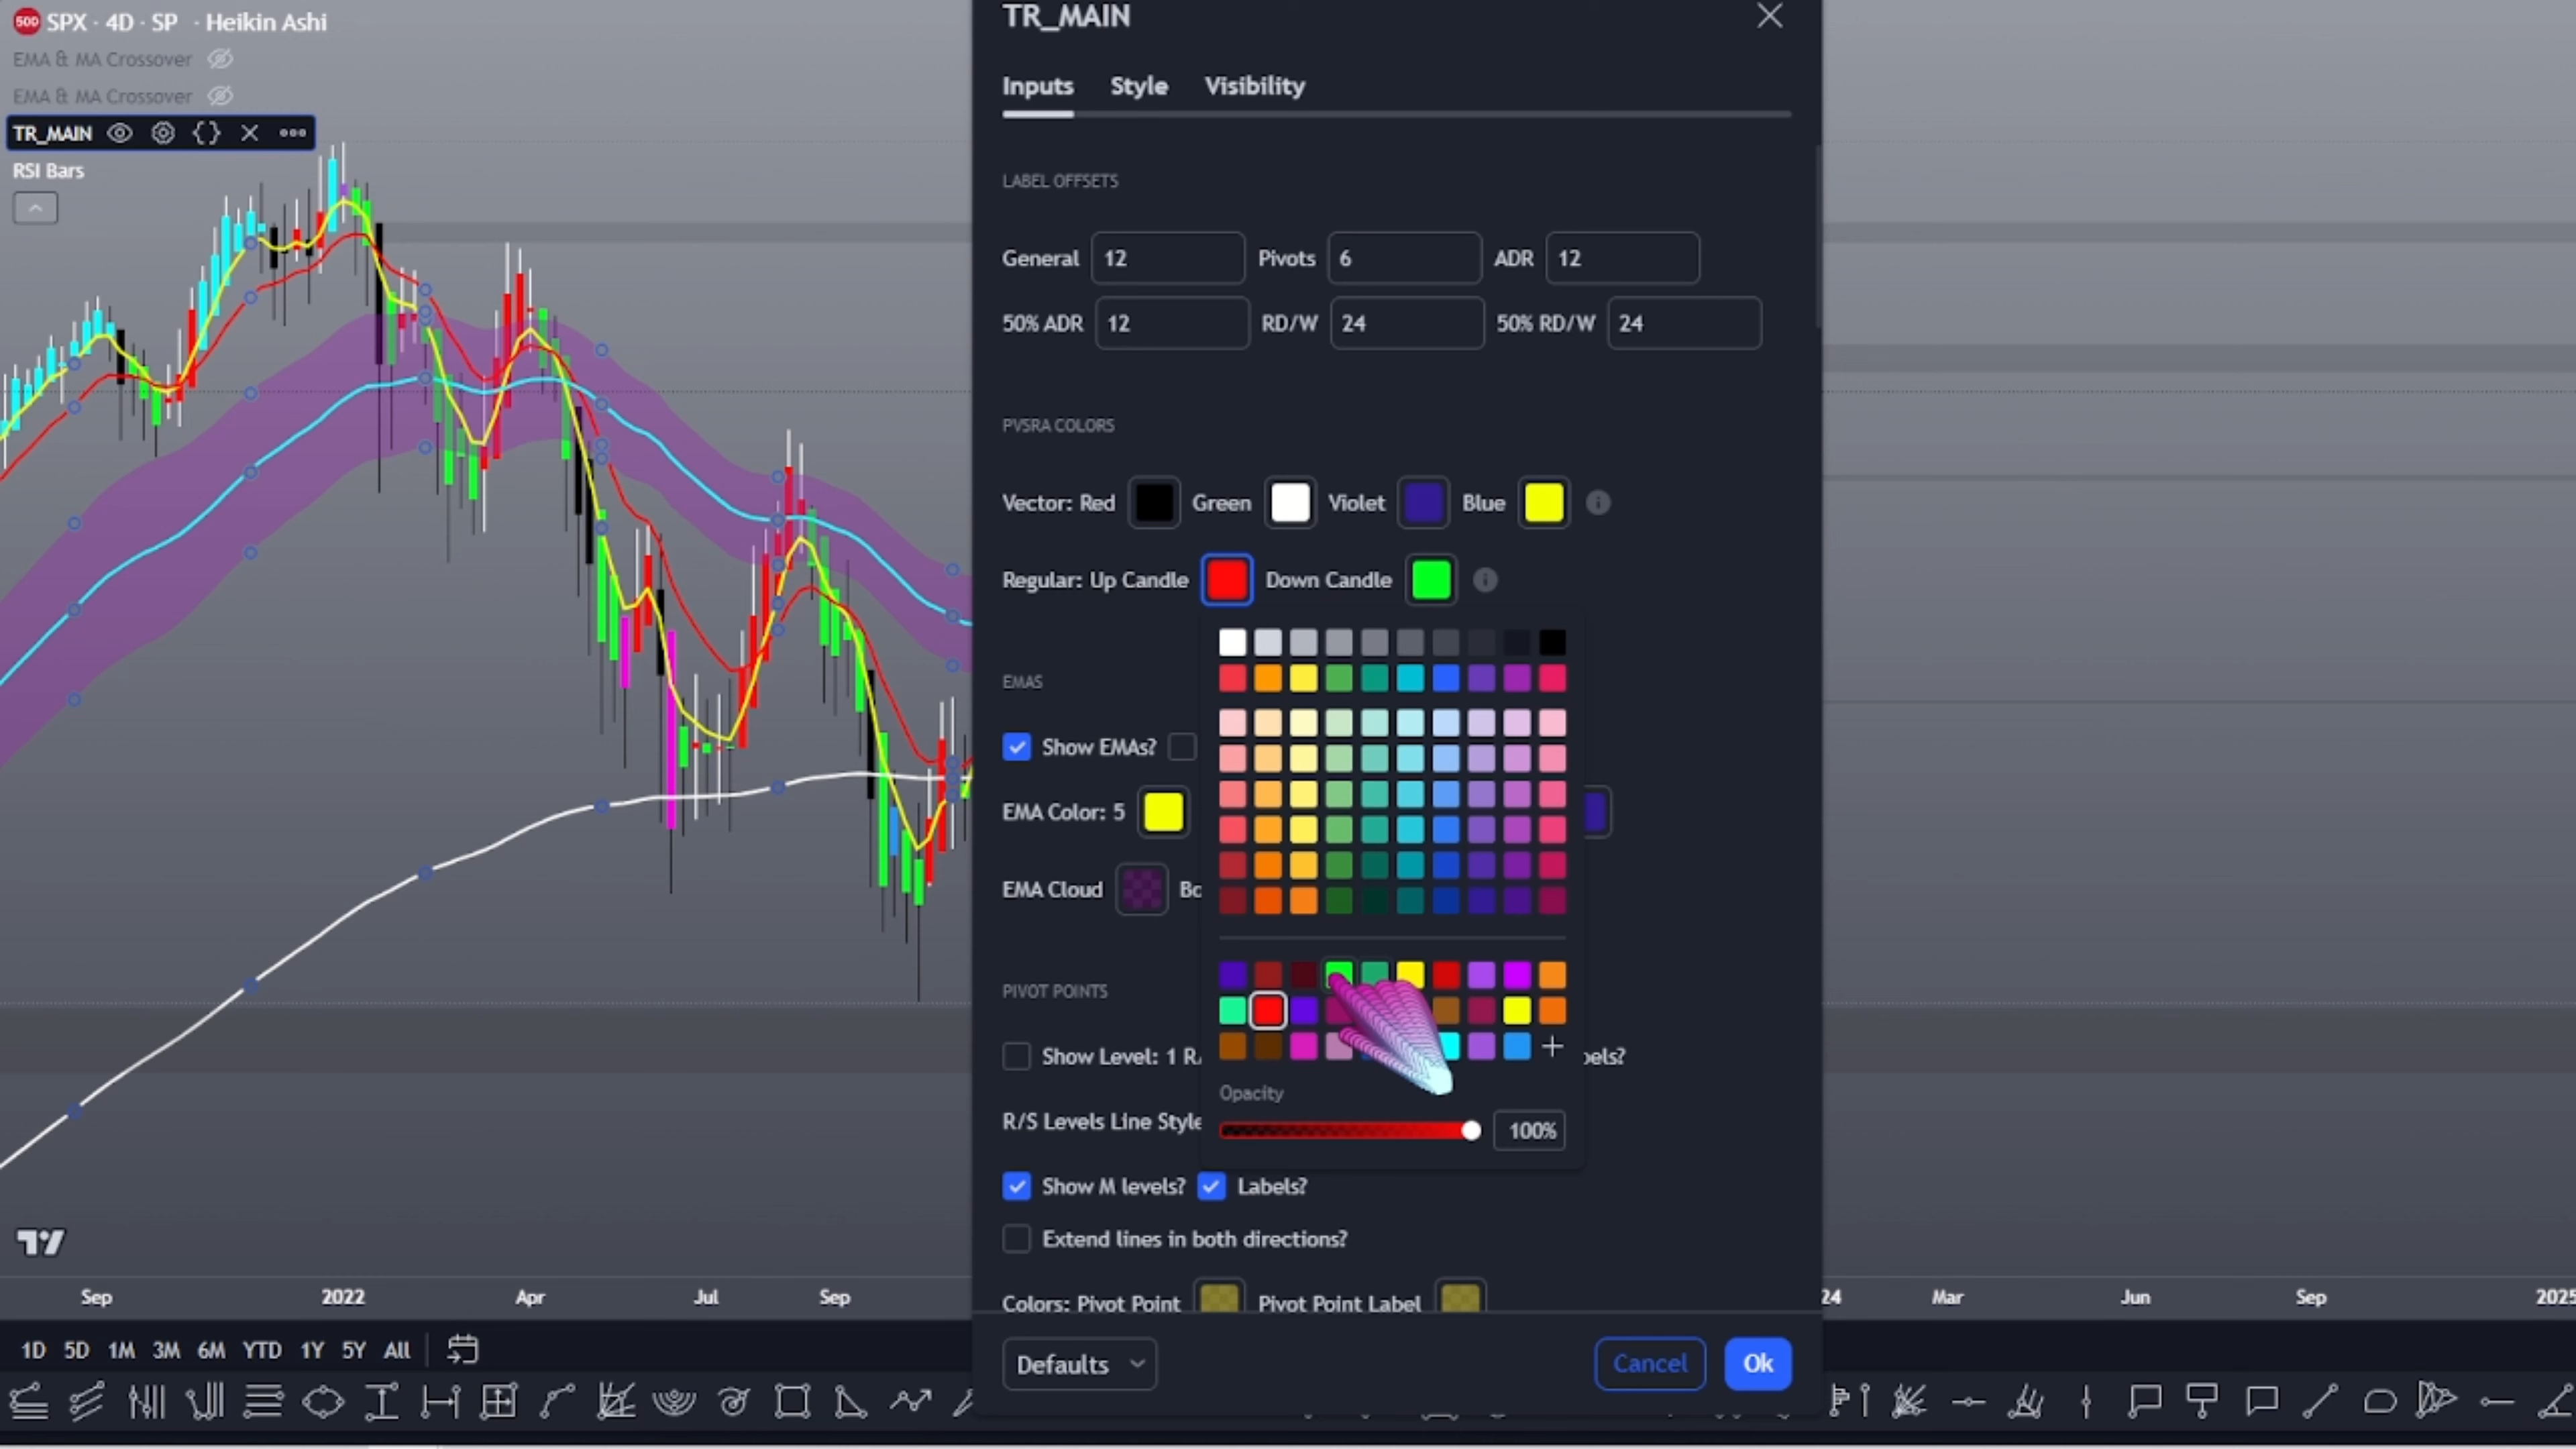 500 SPX · 4D · SP · Heikin Ashi
EMA & MA Crossover
EMA & MA Crossover
TR_MAIN
RSI Bars
TR_MAIN
Inputs Style Visibility
LABEL OFFSETS
General 12 Pivots 6 ADR 12
50% ADR 12 RD/W 24 50% RD/W 24
PVSRA COLORS
Vector: Red Green Violet Blue
Regular: Up Candle Down Candle
EMAS
Show EMAs?
EMA Color: 5
EMA Cloud
PIVOT POINTS
Show Level: 1
R/S Levels Line Style
Opacity
100%
Show M levels? Labels?
Extend lines in both directions?
Colors: Pivot Point Pivot Point Label
Defaults Cancel Ok
Sep 2022 Apr Jul Sep 24 Mar Jun Sep 2025
1D 5D 1M 3M 6M YTD 1Y 5Y All